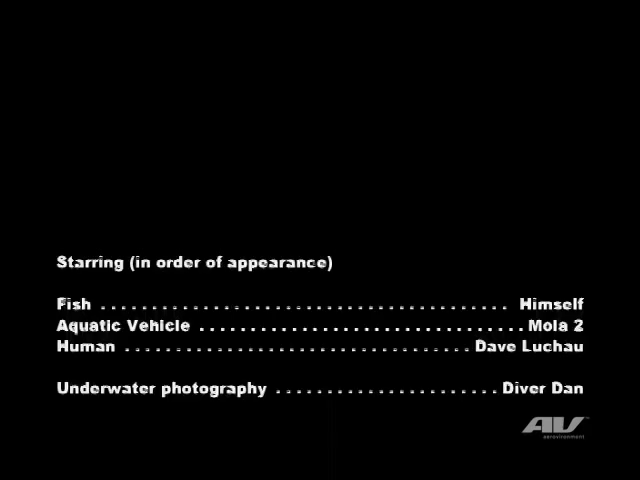 Starring (in order of appearance)
Fish ........................................ Himself
Aquatic Vehicle ................................ Mola 2
Human .................................. Dave Luchau
Underwater photography ...................... Diver Dan
AV
aerovironment